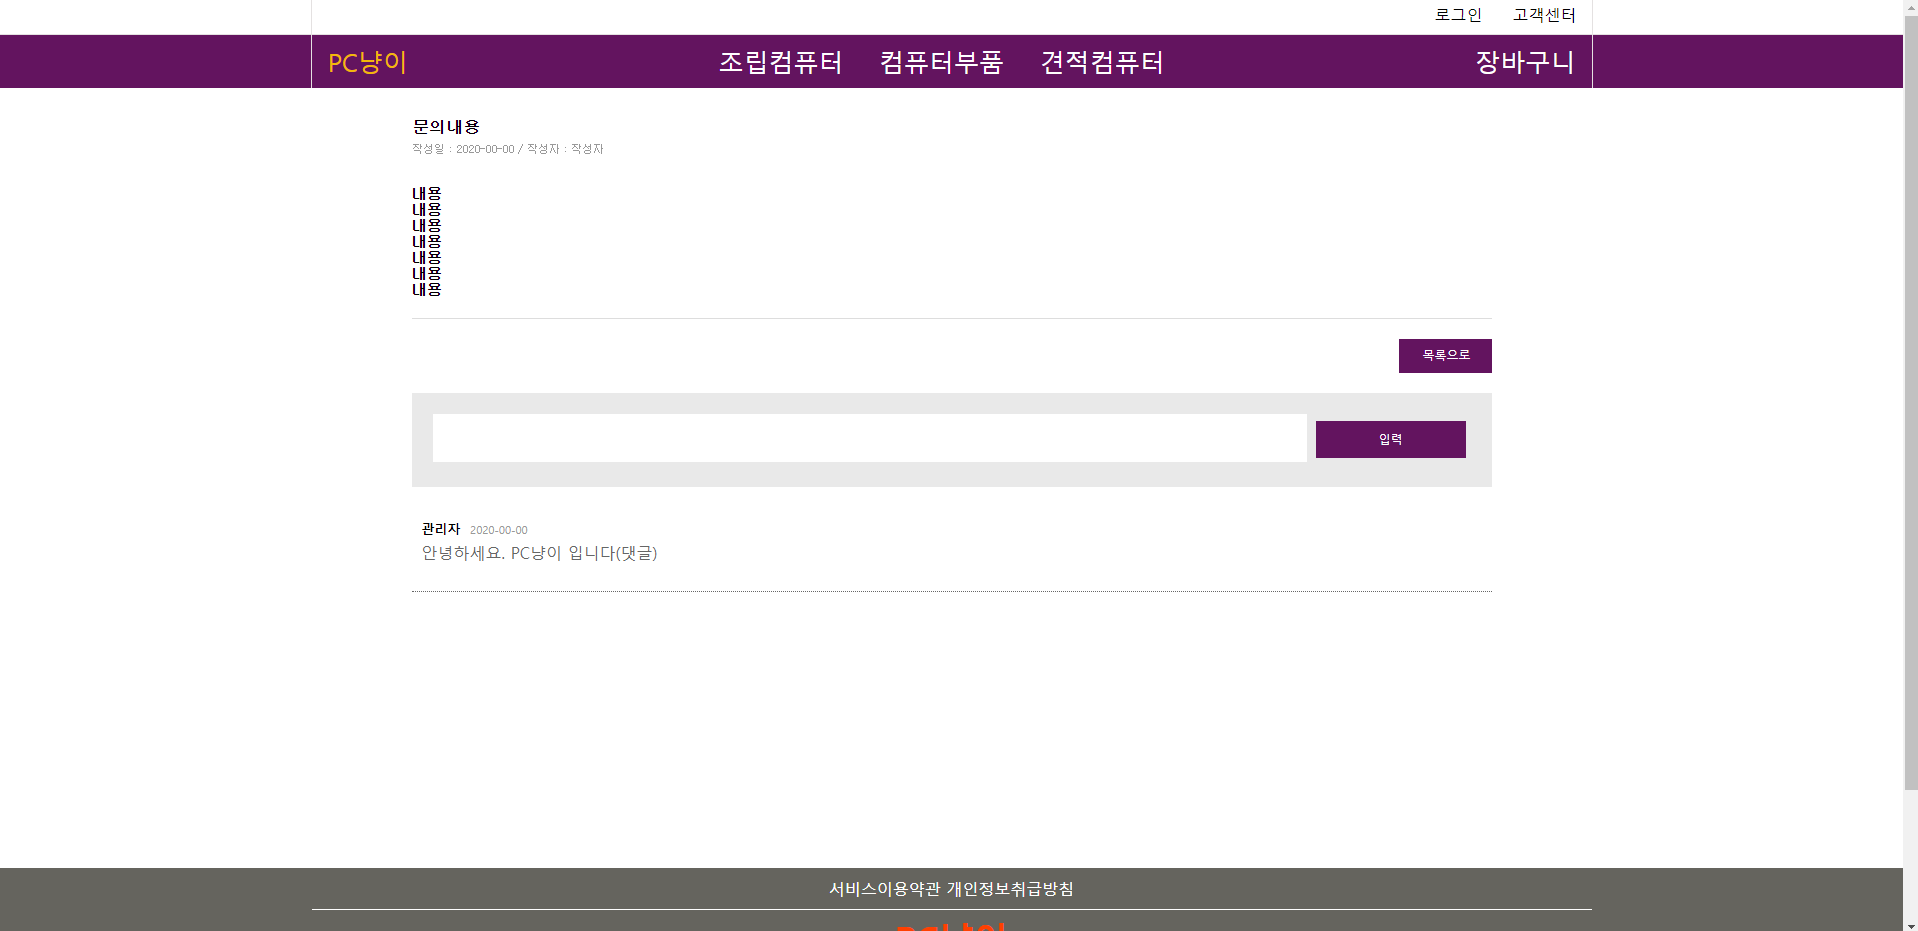 로그인 고객센터
PC냥이 조립컴퓨터 컴퓨터부품 견적컴퓨터 장바구니
문의내용
작성일 : 2020-00-00 / 작성자 : 작성자
내용
내용
내용
내용
내용
내용
내용
목록으로
입력
관리자 2020-00-00
안녕하세요. PC냥이 입니다(댓글)
서비스이용약관 개인정보취급방침